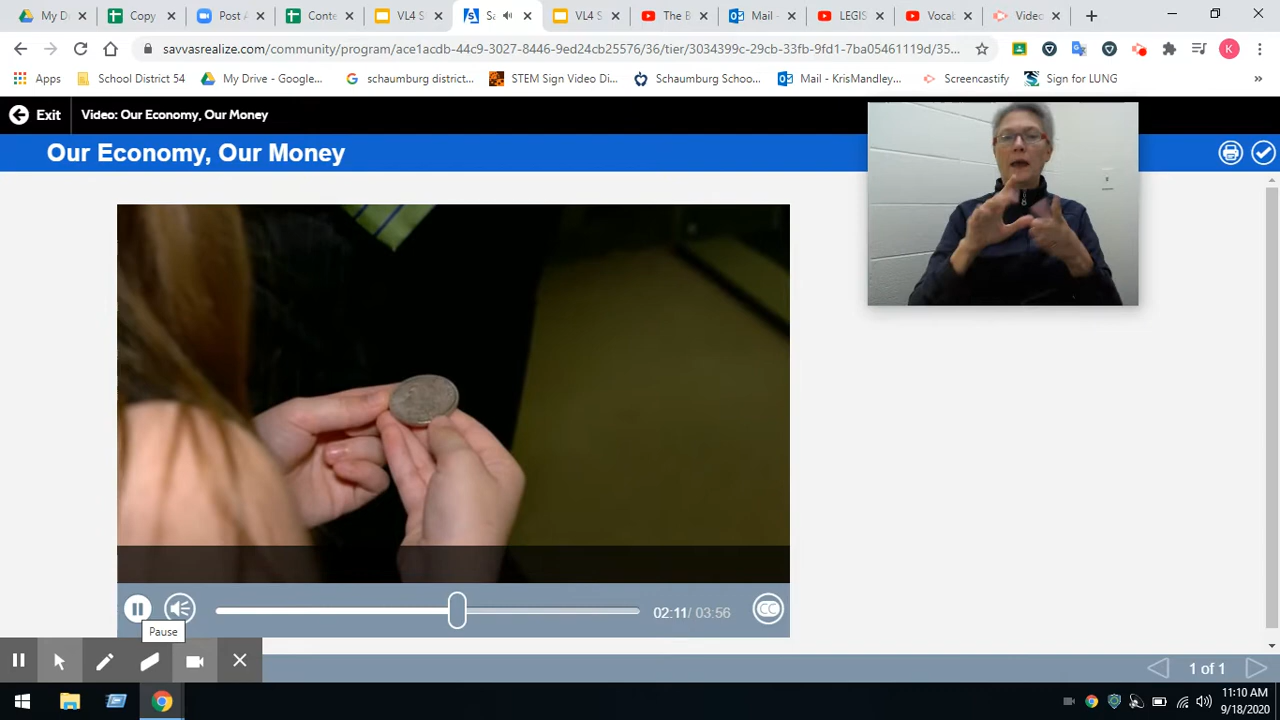 My D
Copy
Post A
Conte
VL4 S
Sa
VL4 S
The B
Mail -
LEGIS
Vocab
Video
savvasrealize.com/community/program/ace1acdb-44c9-3027-8446-9ed24cb25576/36/tier/3034399c-29cb-33fb-9fd1-7ba05461119d/35...
K
Apps
School District 54
My Drive - Google...
schaumburg district...
STEM Sign Video Di...
Schaumburg Schoo...
Mail - KrisMandley...
Screencastify
Sign for LUNG
»
Exit
Video: Our Economy, Our Money
Our Economy, Our Money
02:11/ 03:56
CC
Pause
1 of 1
11:10 AM
9/18/2020